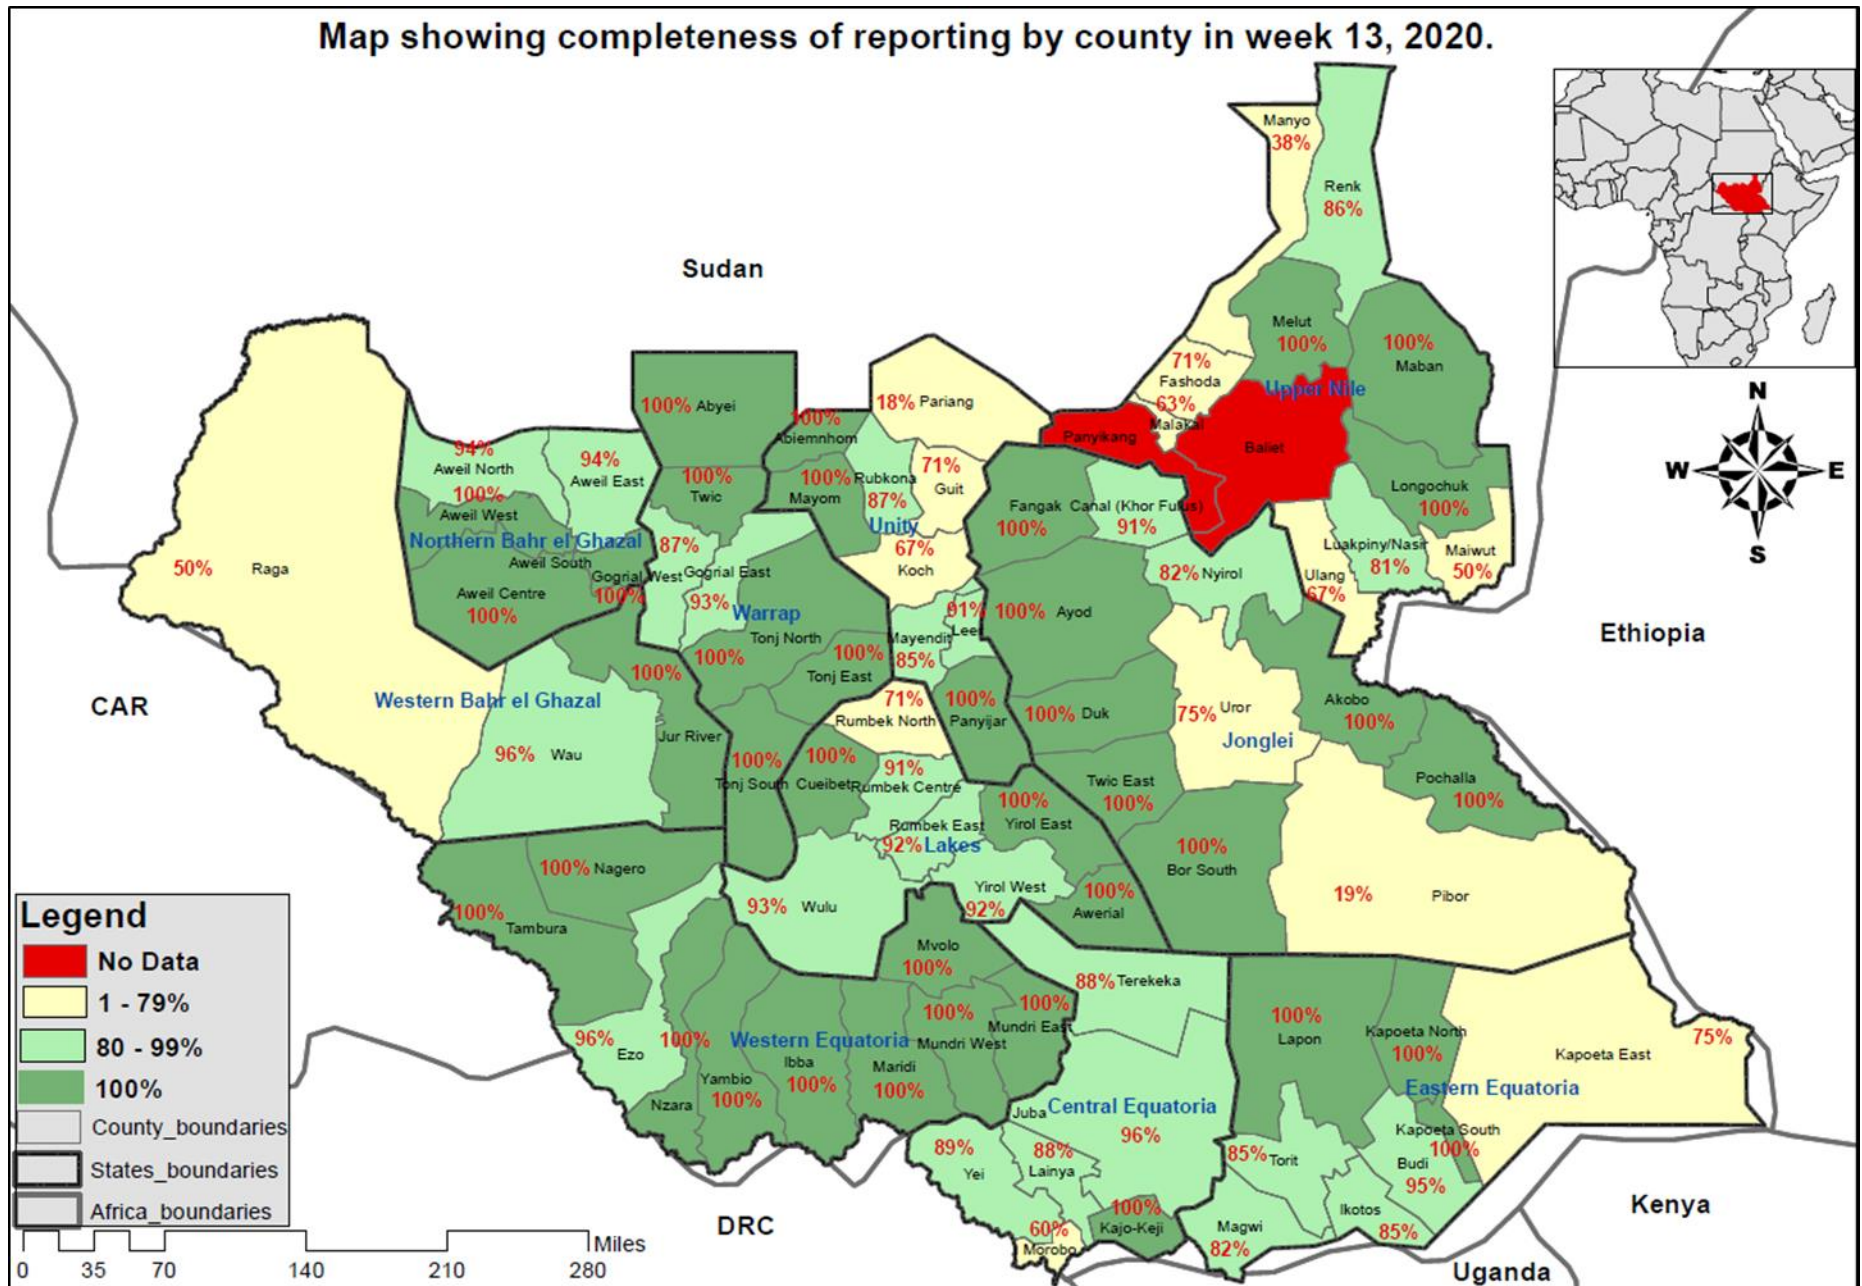 Map showing completeness of reporting by county in week 13, 2020.
Manyo
38%
Renk
86%
Sudan
Melut
100%
100%
Maban
71%
Fashoda
63%
Malakal
Upper Nile
Panyikang
Baliet
18% Pariang
100% Abyei
100%
Abiemnhom
94%
Aweil North
94%
Aweil East
100%
Aweil West
100%
Twic
100%
Mayom
Rubkona
87%
71%
Guit
Unity
Fangak
100%
Canal (Khor Fulus)
91%
Longochuk
100%
Luakpiny/Nasir
81%
Maiwut
50%
Ulang
67%
82% Nyirol
Northern Bahr el Ghazal
Aweil South
Aweil Centre
100%
87%
Gogrial West
100%
Gogrial East
93%
Warrap
67%
Koch
50% Raga
91%
Leer
Mayendit
85%
100% Ayod
Tonj North
100%
100%
Tonj East
Ethiopia
CAR
Western Bahr el Ghazal
96% Wau
100%
Jur River
71%
Rumbek North
100%
Panyijar
100% Duk
75% Uror
Jonglei
Akobo
100%
Pochalla
100%
100%
Tonj South
100%
Cueibet
91%
Rumbek Centre
Rumbek East
92% Lakes
100%
Yirol East
Twic East
100%
100%
Bor South
Yirol West
92%
100%
Awerial
19% Pibor
100% Nagero
100%
Tambura
93% Wulu
Mvolo
100%
88% Terekeka
100%
Mundri East
100%
Mundri West
96%
Ezo
100%
Nzara
Yambio
100%
Western Equatoria
Ibba
100%
Maridi
100%
100%
Lapon
Kapoeta North
100%
Kapoeta East
75%
Eastern Equatoria
Juba
Central Equatoria
96%
89%
Yei
88%
Lainya
85% Torit
Kapoeta South
100%
Budi
95%
Ikotos
85%
Magwi
82%
100%
Kajo-Keji
60%
Morobo
DRC
Uganda
Kenya
N
W
E
S
Legend
No Data
1 - 79%
80 - 99%
100%
County_boundaries
States_boundaries
Africa_boundaries
Miles
0 35 70 140 210 280